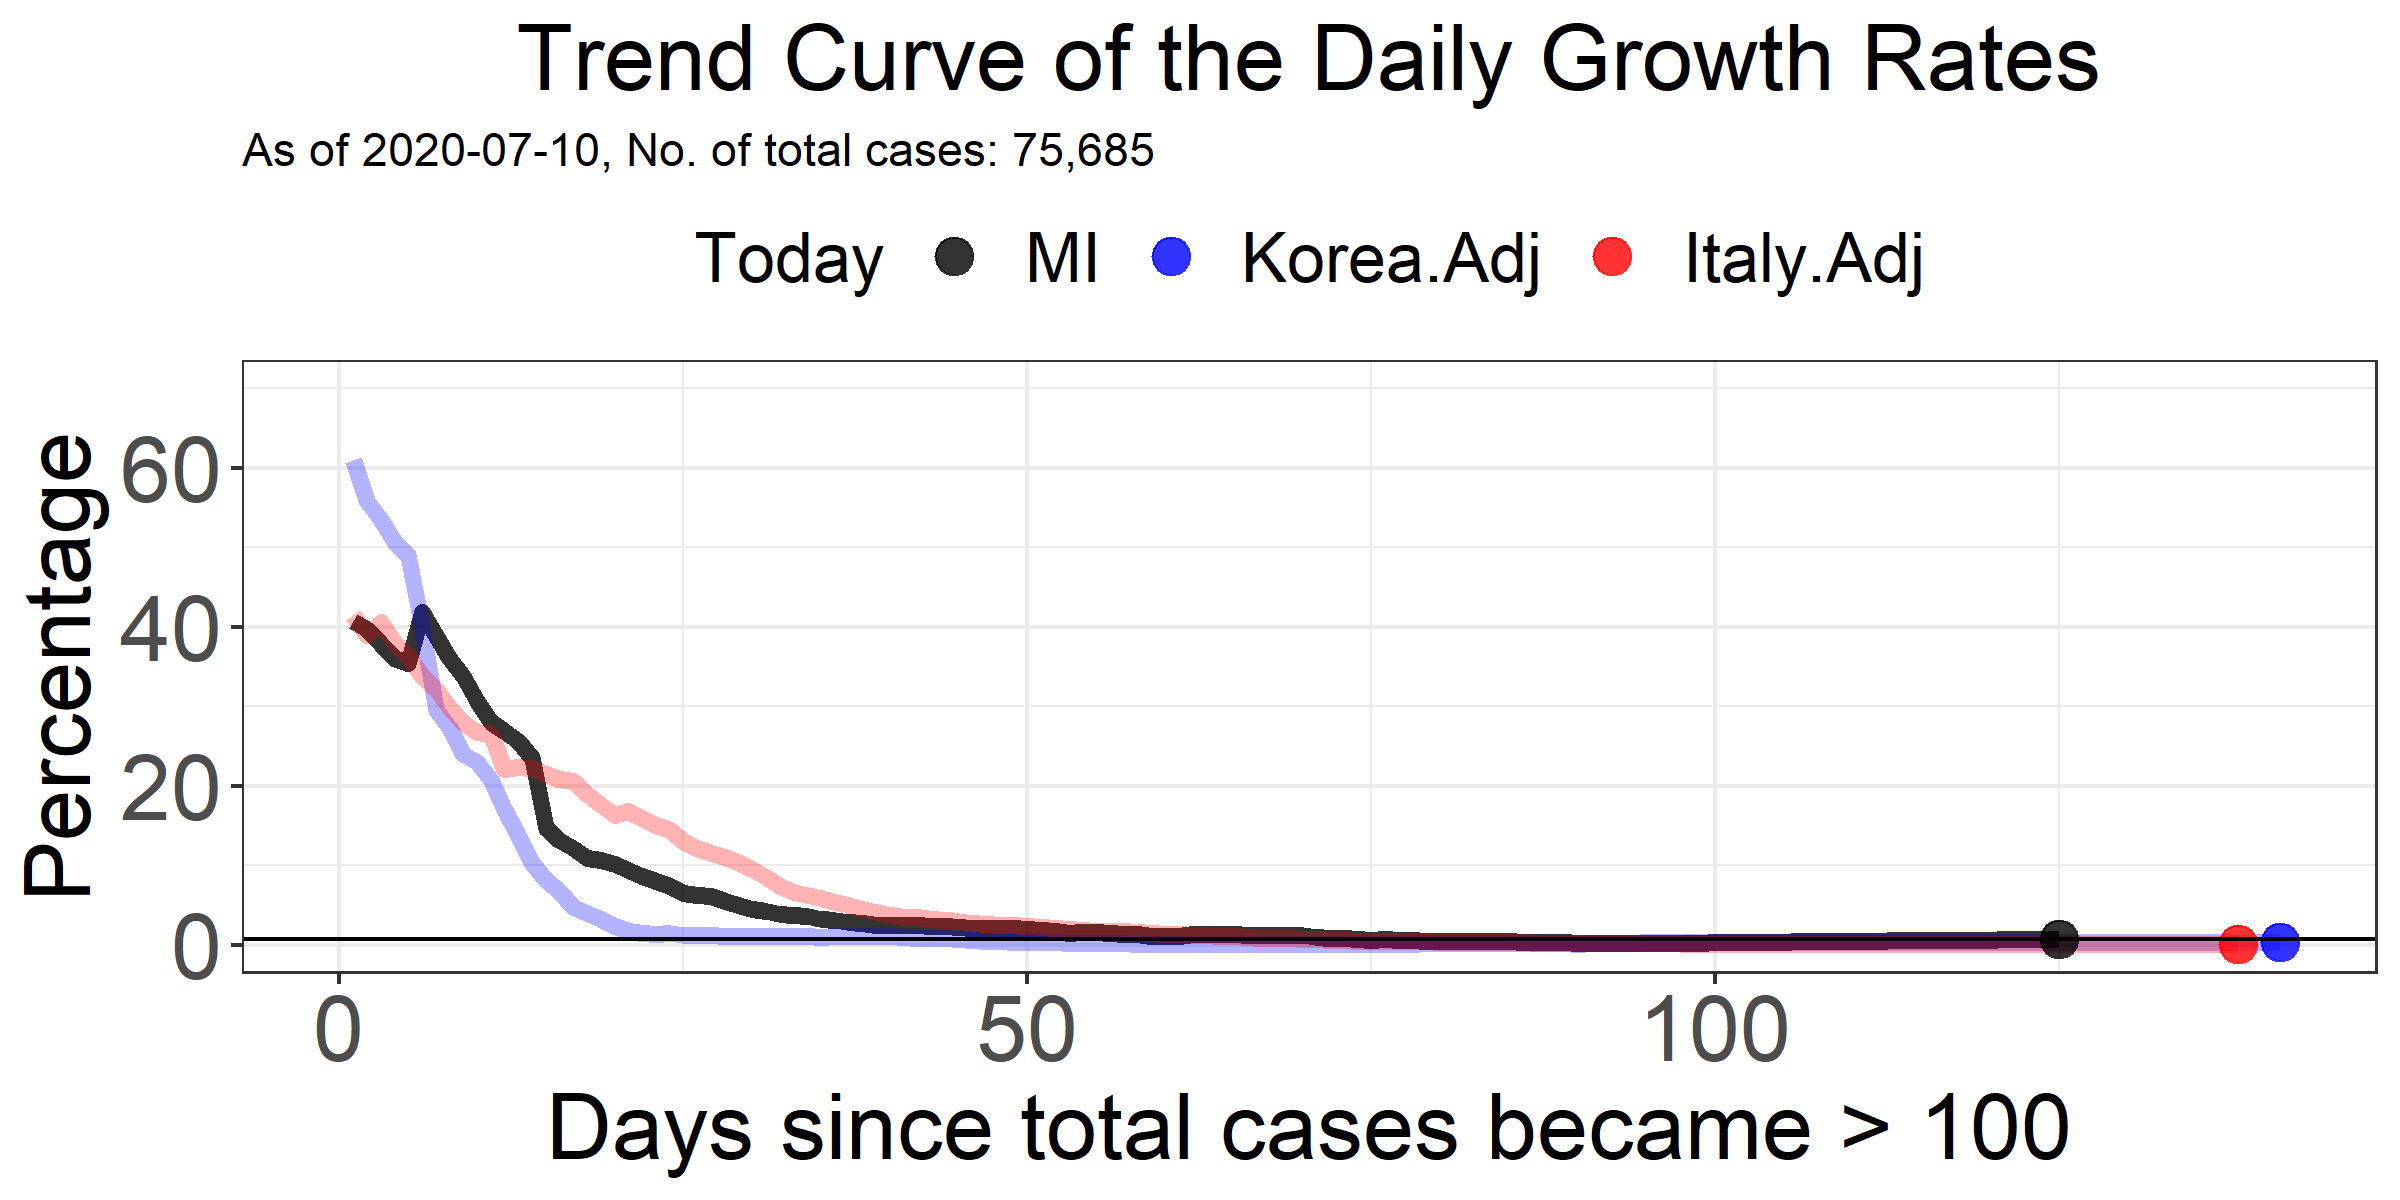 Trend Curve of the Daily Growth Rates
As of 2020-07-10, No. of total cases: 75,685
Today MI Korea.Adj Italy.Adj
Percentage
60
40
20
0
0 50 100
Days since total cases became > 100